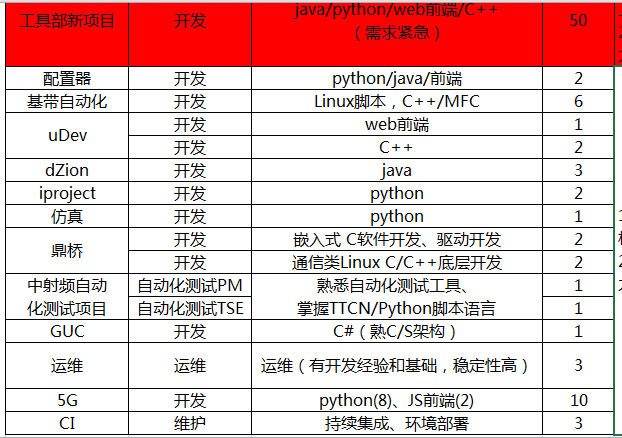 工具部新项目 开发 java/python/web前端/C++ 50
（需求紧急）
配置器 开发 python/java/前端 2
基带自动化 开发 Linux脚本，C++/MFC 6
uDev 开发 web前端 1
开发 C++ 2
dZion 开发 java 3
iproject 开发 python 2
仿真 开发 python 1
鼎桥 开发 嵌入式 C软件开发、驱动开发 2
开发 通信类Linux C/C++底层开发 2
中射频自动 自动化测试PM 熟悉自动化测试工具、 1
化测试项目 自动化测试TSE 掌握TTCN/Python脚本语言 1
GUC 开发 C#（熟C/S架构） 1
运维 运维 运维（有开发经验和基础，稳定性高） 3
5G 开发 python(8)、JS前端(2) 10
CI 维护 持续集成、环境部署 3